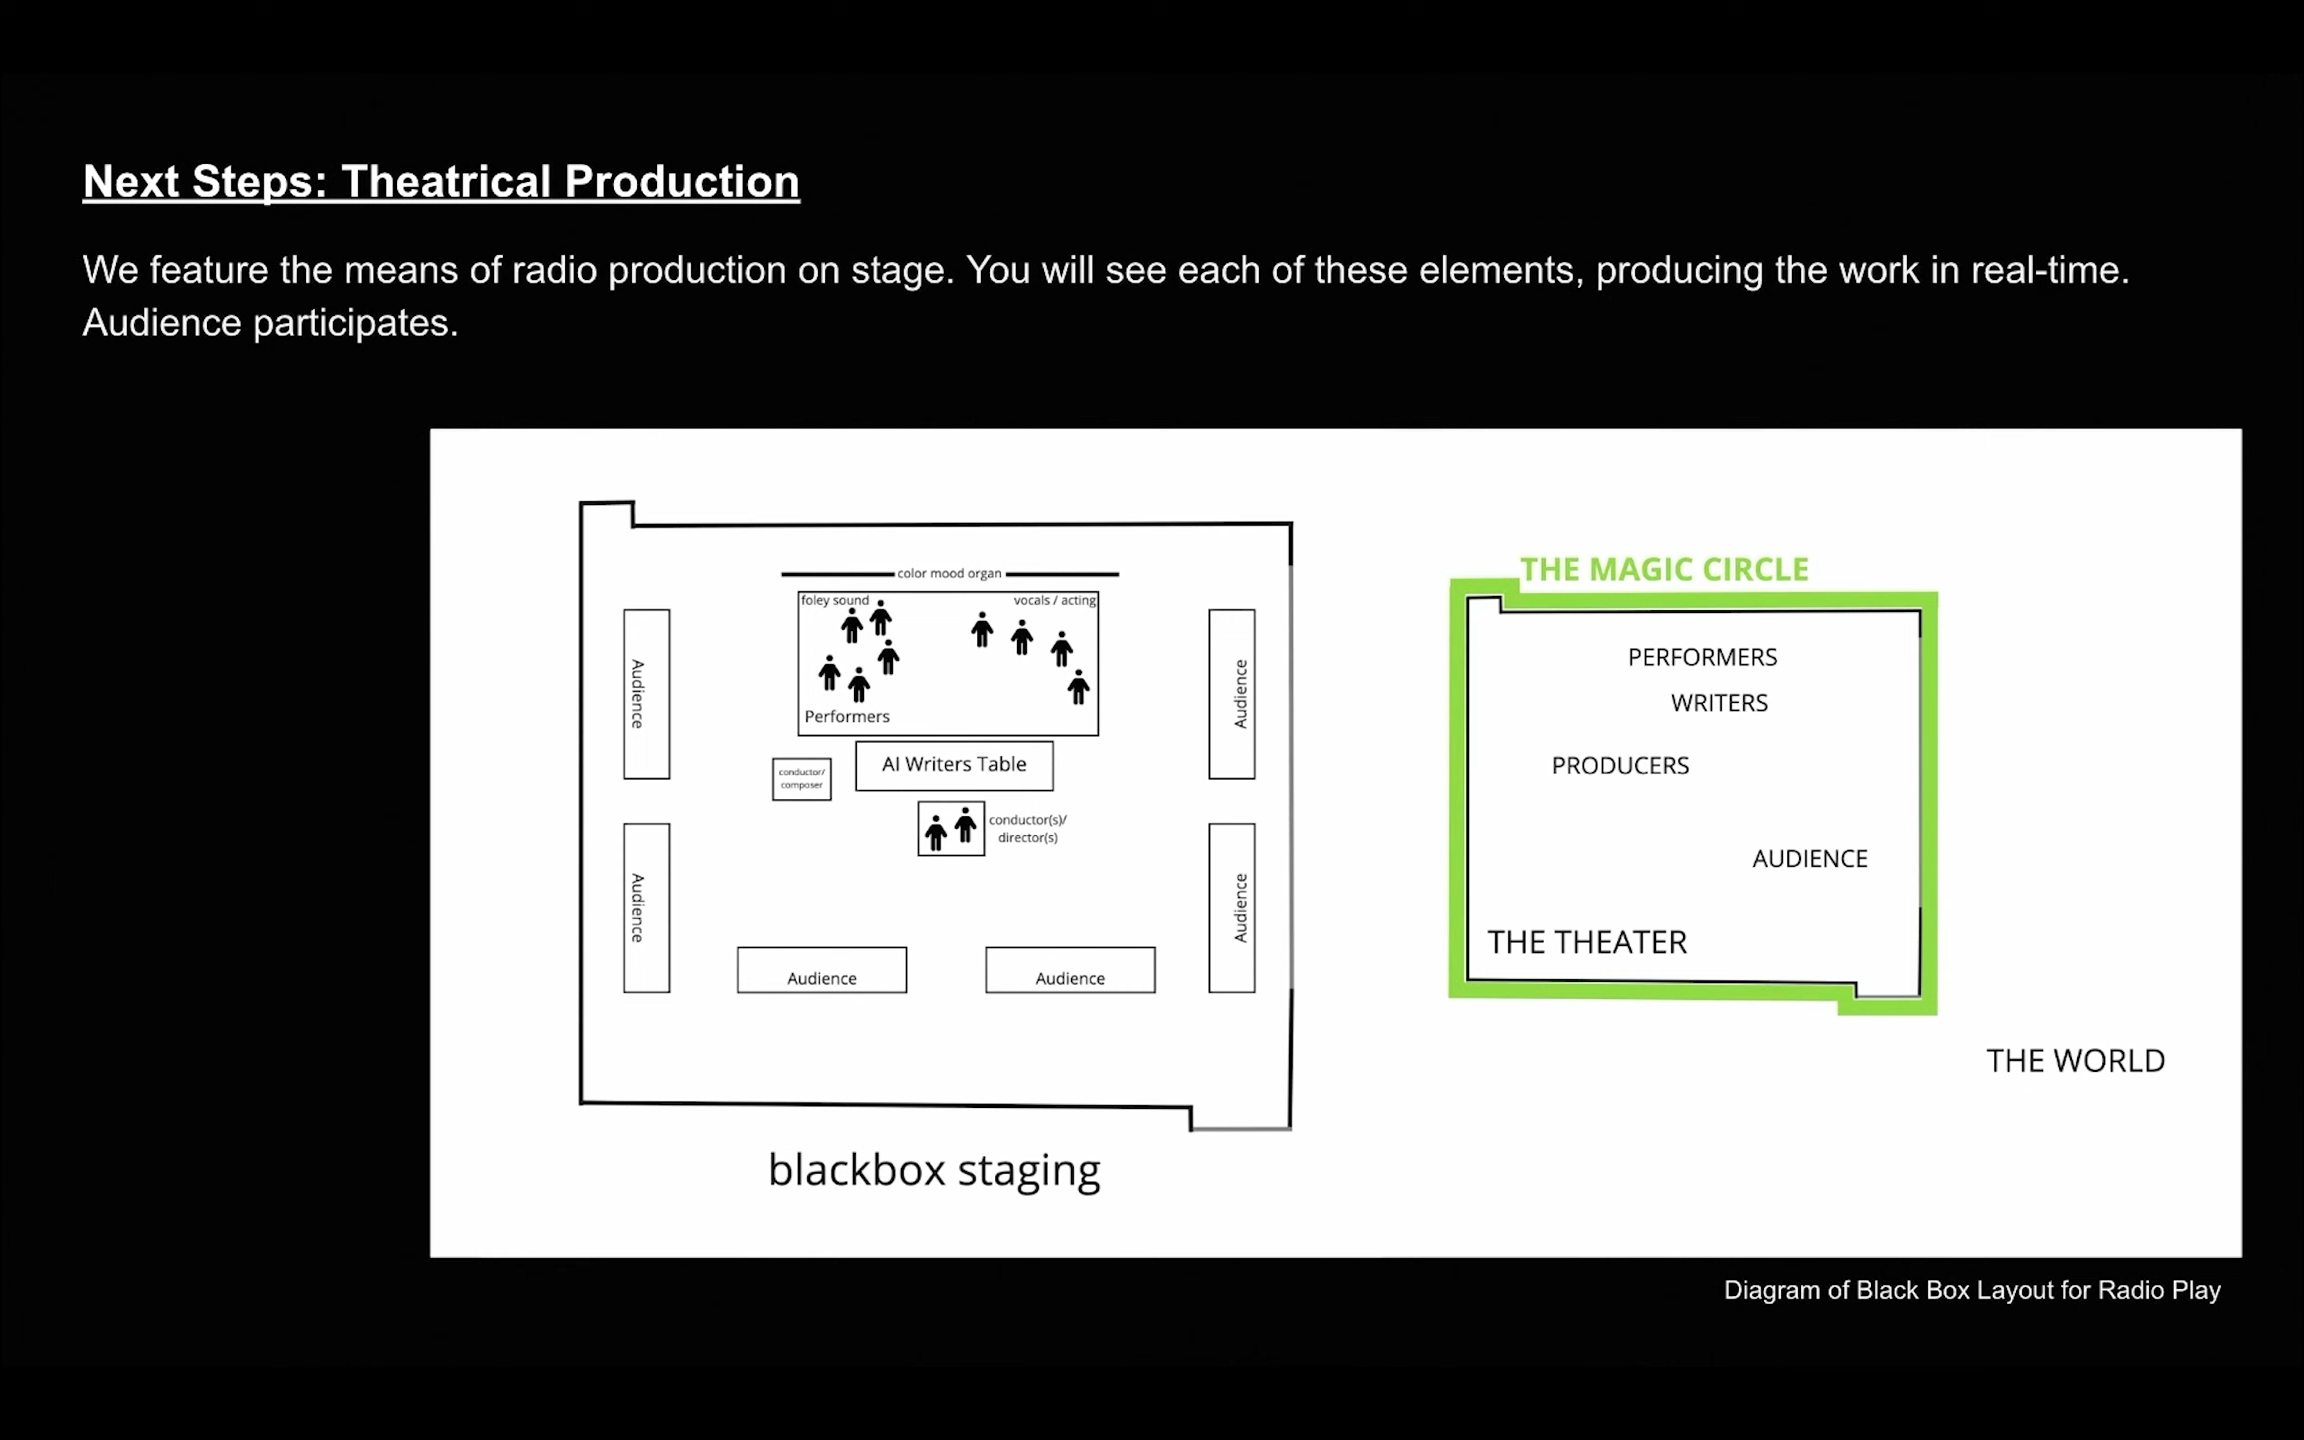 Next Steps: Theatrical Production
We feature the means of radio production on stage. You will see each of these elements, producing the work in real-time.
Audience participates.
color mood organ
foley sound
vocals / acting
Performers
AI Writers Table
conductor/
composer
conductor(s)/
director(s)
Audience
Audience
Audience
Audience
Audience
Audience
blackbox staging
THE MAGIC CIRCLE
PERFORMERS
WRITERS
PRODUCERS
AUDIENCE
THE THEATER
THE WORLD
Diagram of Black Box Layout for Radio Play